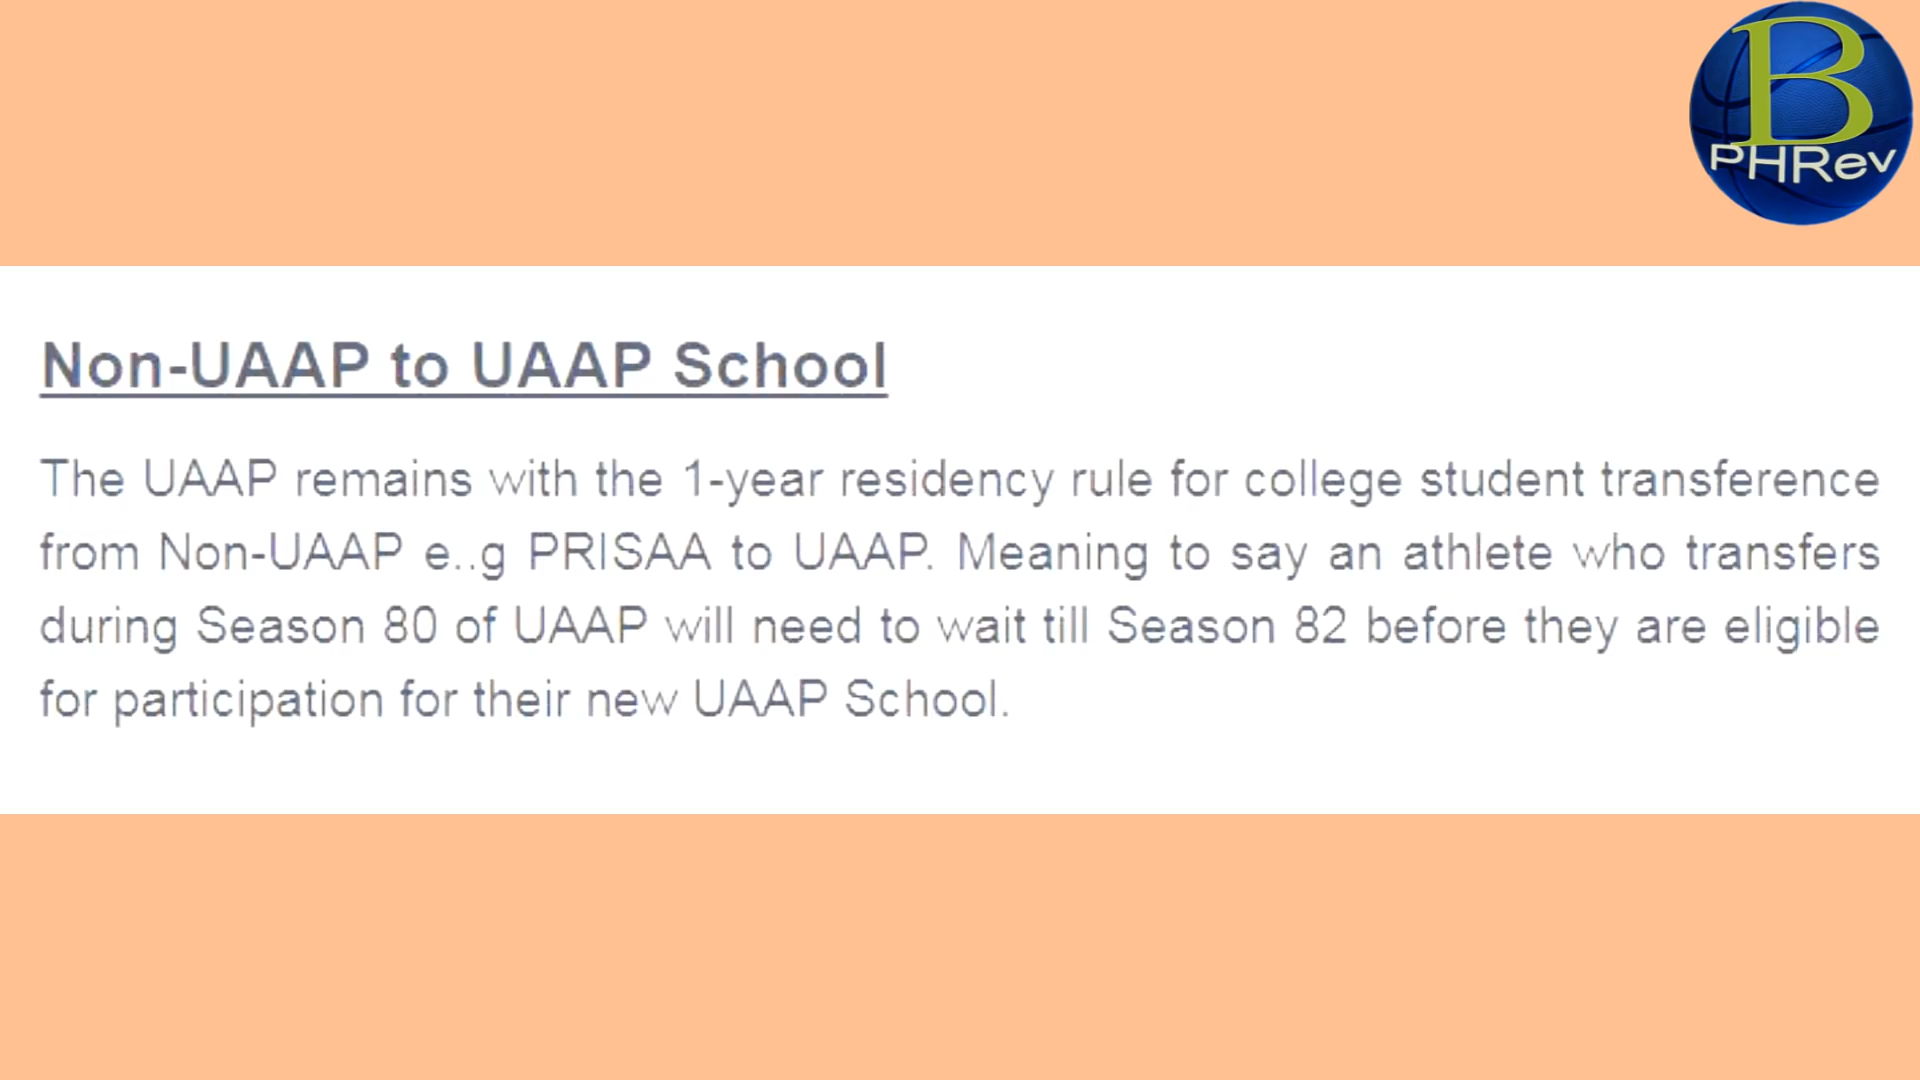 B
PHRev
Non-UAAP to UAAP School
The UAAP remains with the 1-year residency rule for college student transference
from Non-UAAP e..g PRISAA to UAAP. Meaning to say an athlete who transfers
during Season 80 of UAAP will need to wait till Season 82 before they are eligible
for participation for their new UAAP School.